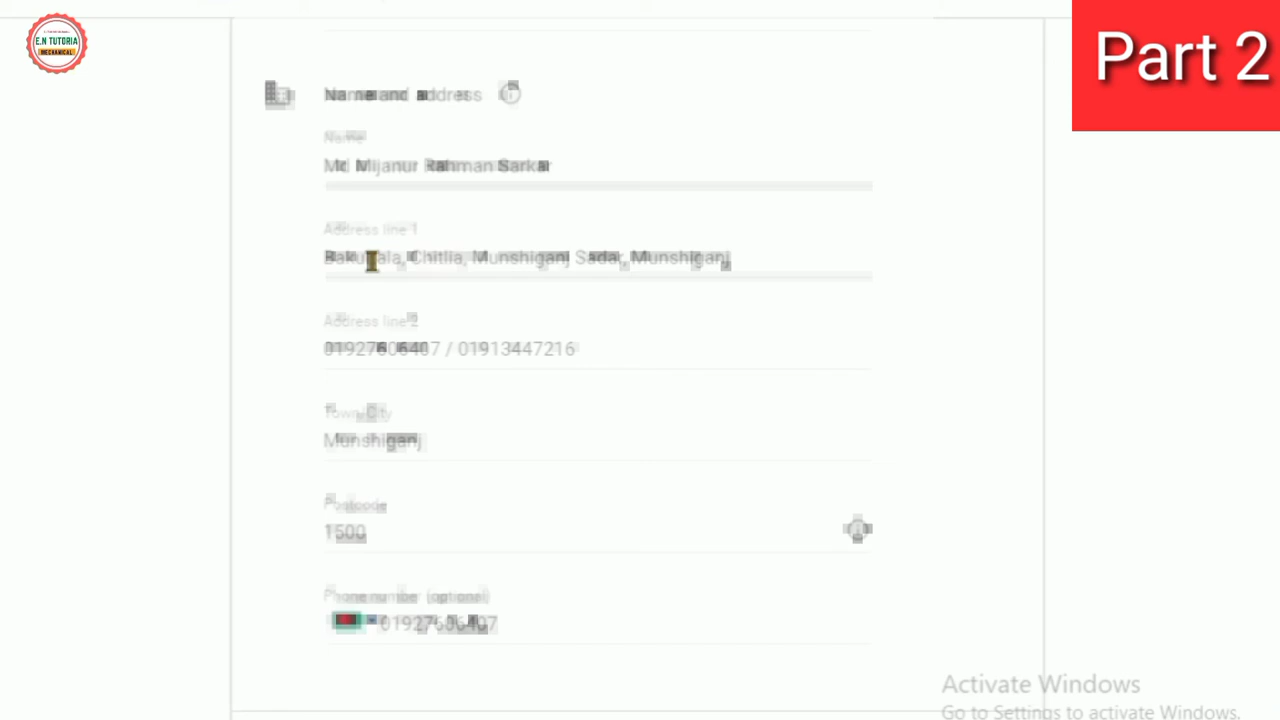 E.N TUTORIA
MECHANICAL
Part 2
Name and address
Name
Md Mijanur Rahman Sarkar
Address line 1
Chitlia, Munshiganj Sadar, Munshiganj
Address line 2
01927606407 / 01913447216
Town/City
Munshiganj
Postcode
1500
Phone number (optional)
01927606407
Activate Windows
Go to Settings to activate Windows.